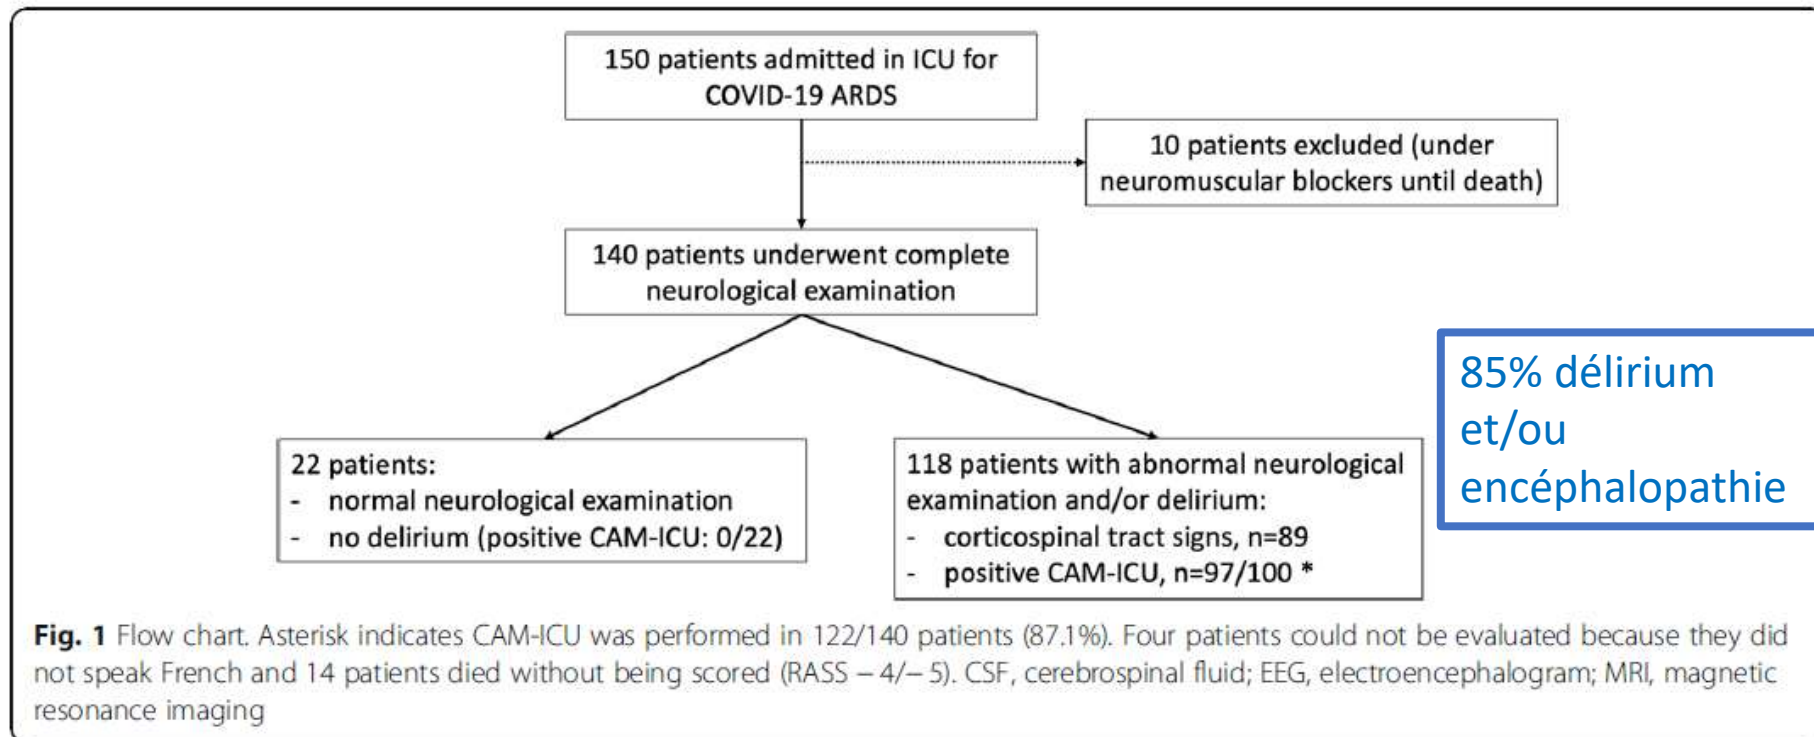 150 patients admitted in ICU for
COVID-19 ARDS
10 patients excluded (under
neuromuscular blockers until death)
140 patients underwent complete
neurological examination
85% délirium
et/ou
encéphalopathie
22 patients:
- normal neurological examination
- no delirium (positive CAM-ICU: 0/22)
118 patients with abnormal neurological
examination and/or delirium:
- corticospinal tract signs, n=89
- positive CAM-ICU, n=97/100 *
Fig. 1 Flow chart. Asterisk indicates CAM-ICU was performed in 122/140 patients (87.1%). Four patients could not be evaluated because they did
not speak French and 14 patients died without being scored (RASS − 4/− 5). CSF, cerebrospinal fluid; EEG, electroencephalogram; MRI, magnetic
resonance imaging